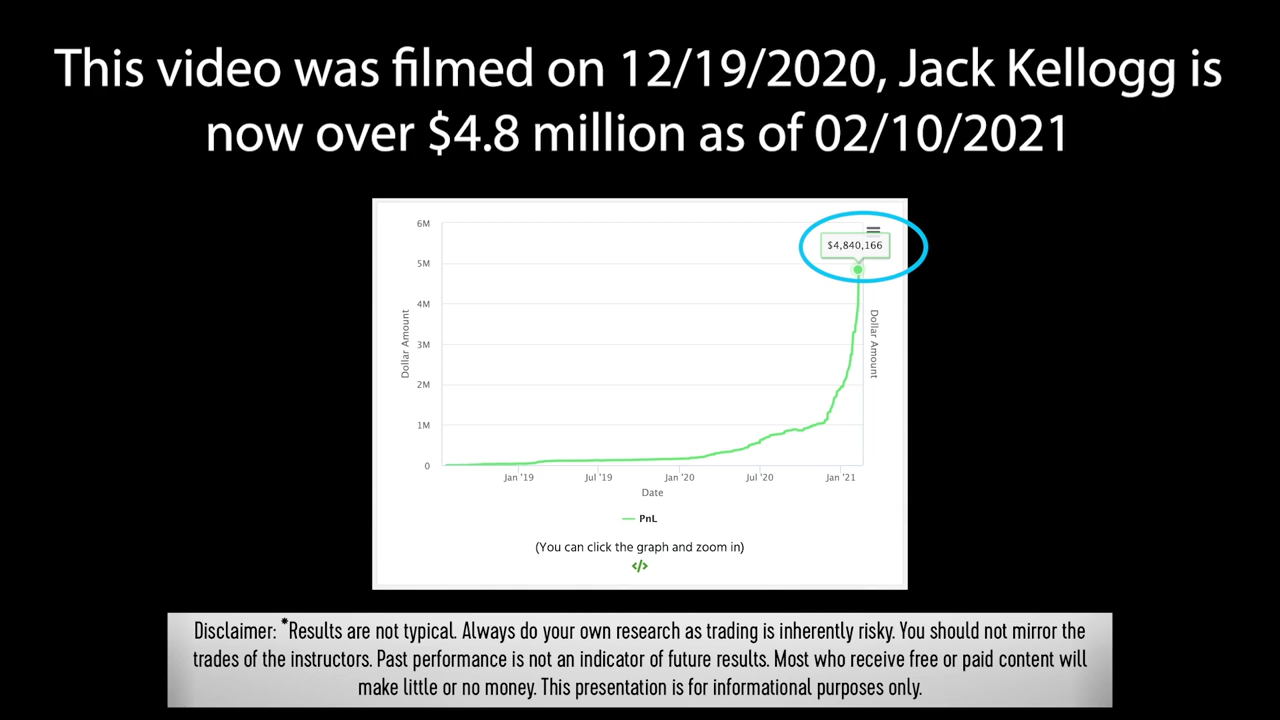 This video was filmed on 12/19/2020, Jack Kellogg is
now over $4.8 million as of 02/10/2021
6M
$4,840,166
5M
4M
3M
2M
1M
0
Dollar Amount
Dollar Amount
Jan '19
Jul '19
Jan '20
Jul '20
Jan '21
Date
PnL
(You can click the graph and zoom in)
</>
Disclaimer: *Results are not typical. Always do your own research as trading is inherently risky. You should not mirror the
trades of the instructors. Past performance is not an indicator of future results. Most who receive free or paid content will
make little or no money. This presentation is for informational purposes only.